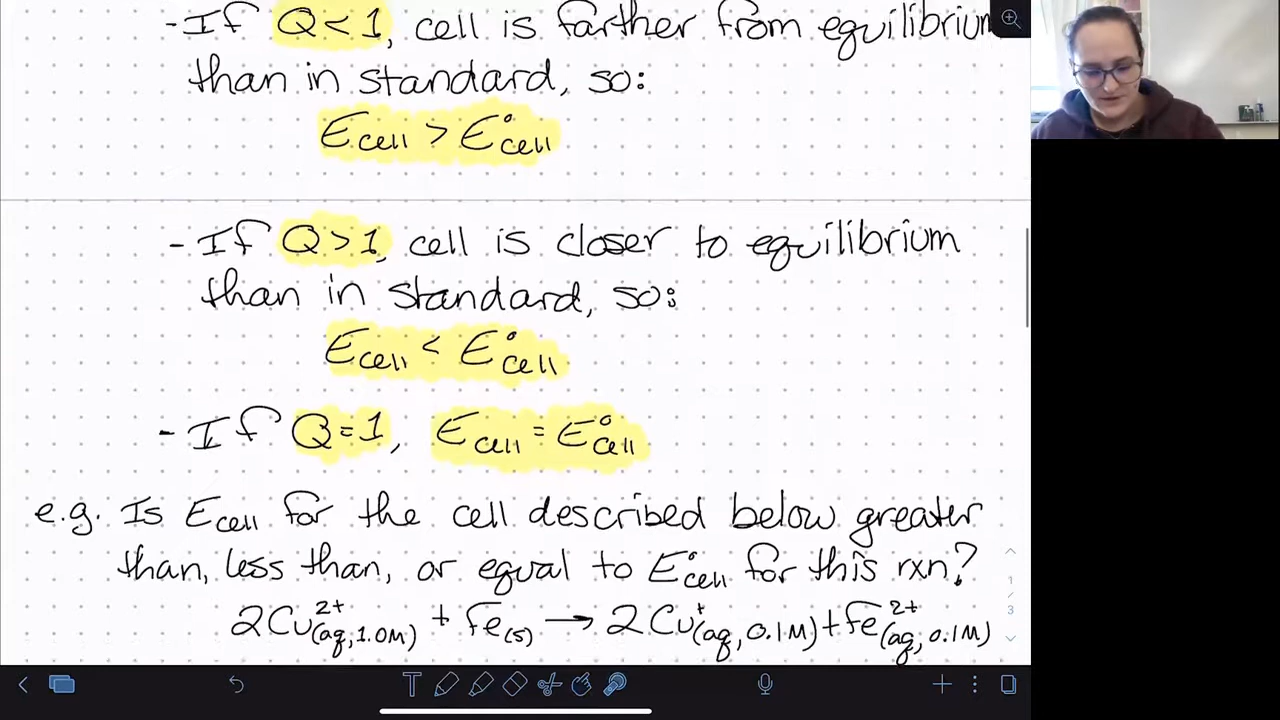 - If Q < 1, cell is farther from equilibrium
than in standard, so:
Ecell > E°cell
- If Q > 1, cell is closer to equilibrium
than in standard, so:
Ecell < E°cell
- If Q = 1, Ecell = E°cell
e.g. Is Ecell for the cell described below greater
than, less than, or equal to E°cell for this rxn?
2Cu²⁺(aq, 1.0M) + Fe(s) → 2Cu⁺(aq, 0.1M) + Fe²⁺(aq, 0.1M)
1
/
3
T